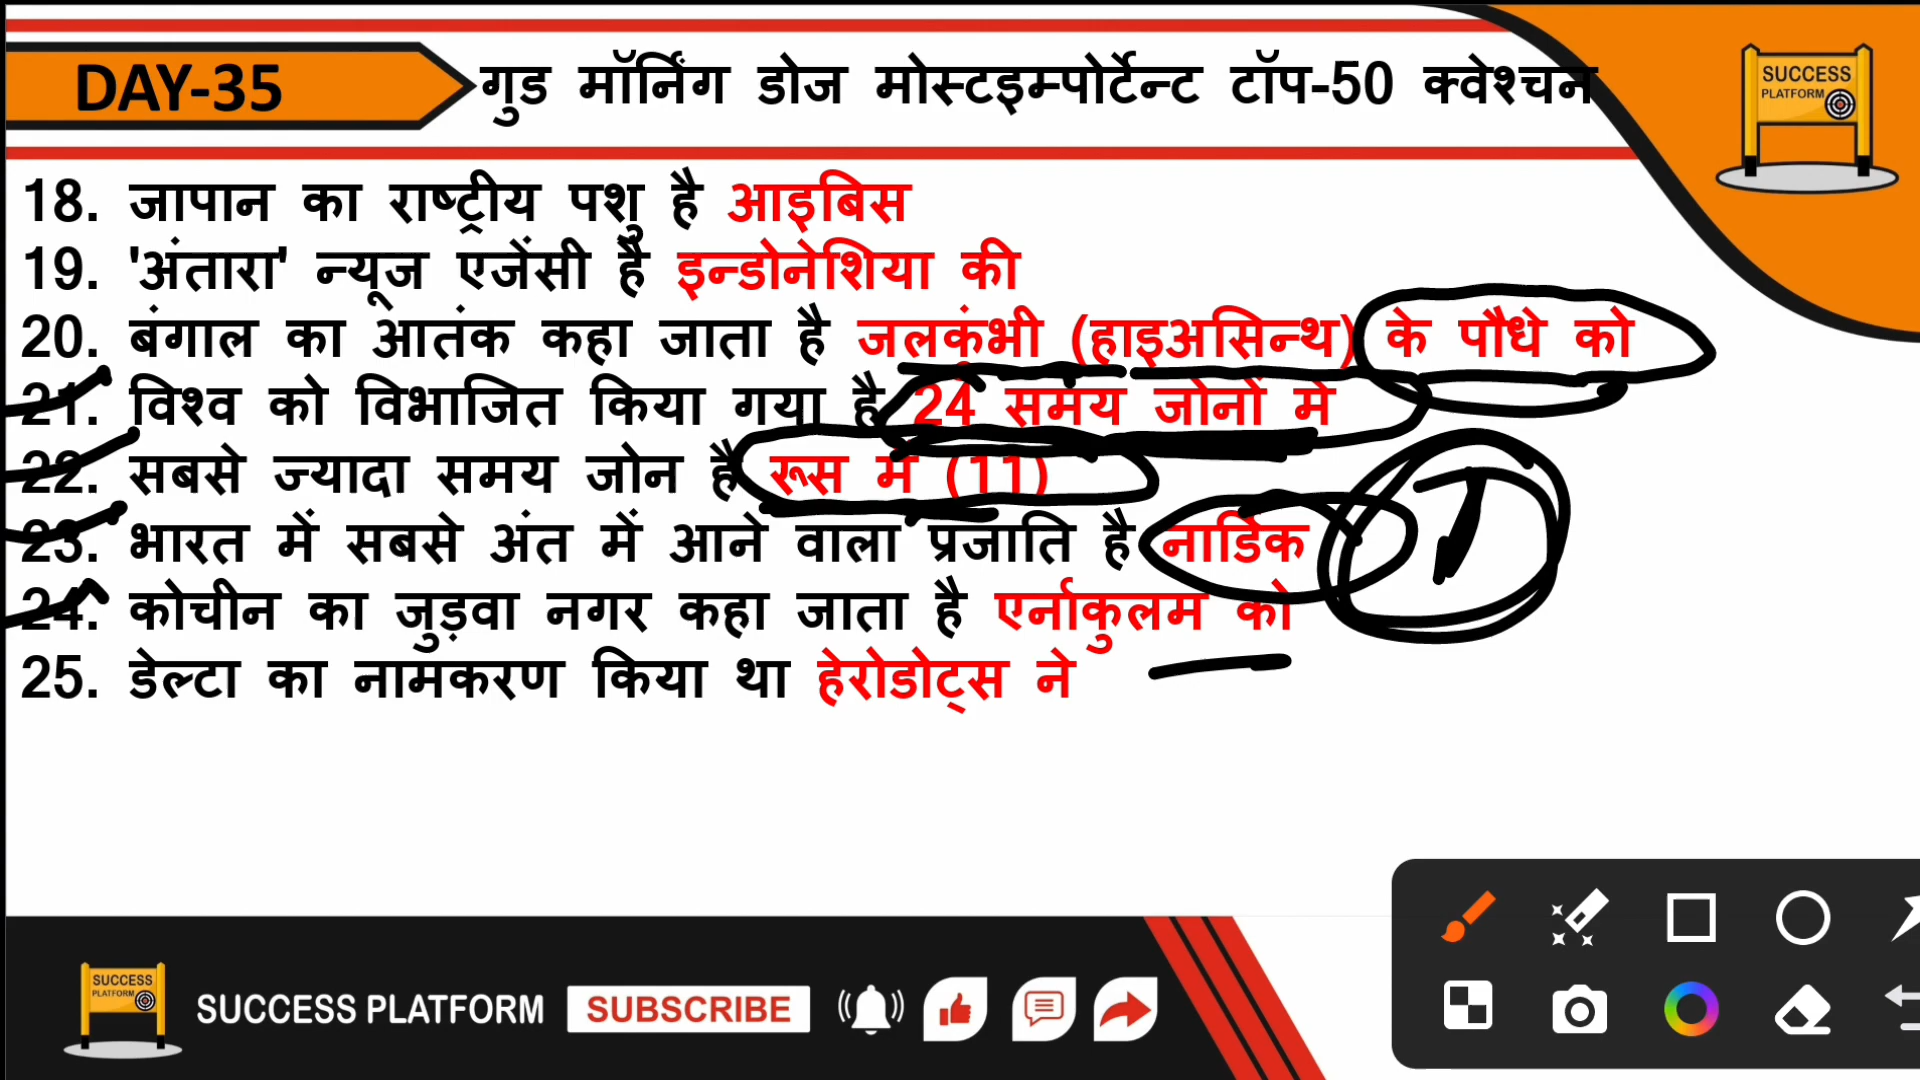 DAY-35
गुड मॉर्निंग डोज मोस्टइम्पोर्टेन्ट टॉप-50 क्वेश्चन
SUCCESS
PLATFORM
18. जापान का राष्ट्रीय पशु है आइबिस
19. 'अंतारा' न्यूज एजेंसी है इन्डोनेशिया की
20. बंगाल का आतंक कहा जाता है जलकुंभी (हाइअसिन्थ) के पौधे को
21. विश्व को विभाजित किया गया है 24 समय जोनों में
22. सबसे ज्यादा समय जोन है रूस में (11)
23. भारत में सबसे अंत में आने वाला प्रजाति है नार्डिक
24. कोचीन का जुड़वा नगर कहा जाता है एर्नाकुलम को
25. डेल्टा का नामकरण किया था हेरोडोट्स ने
SUCCESS
PLATFORM
SUCCESS PLATFORM
SUBSCRIBE